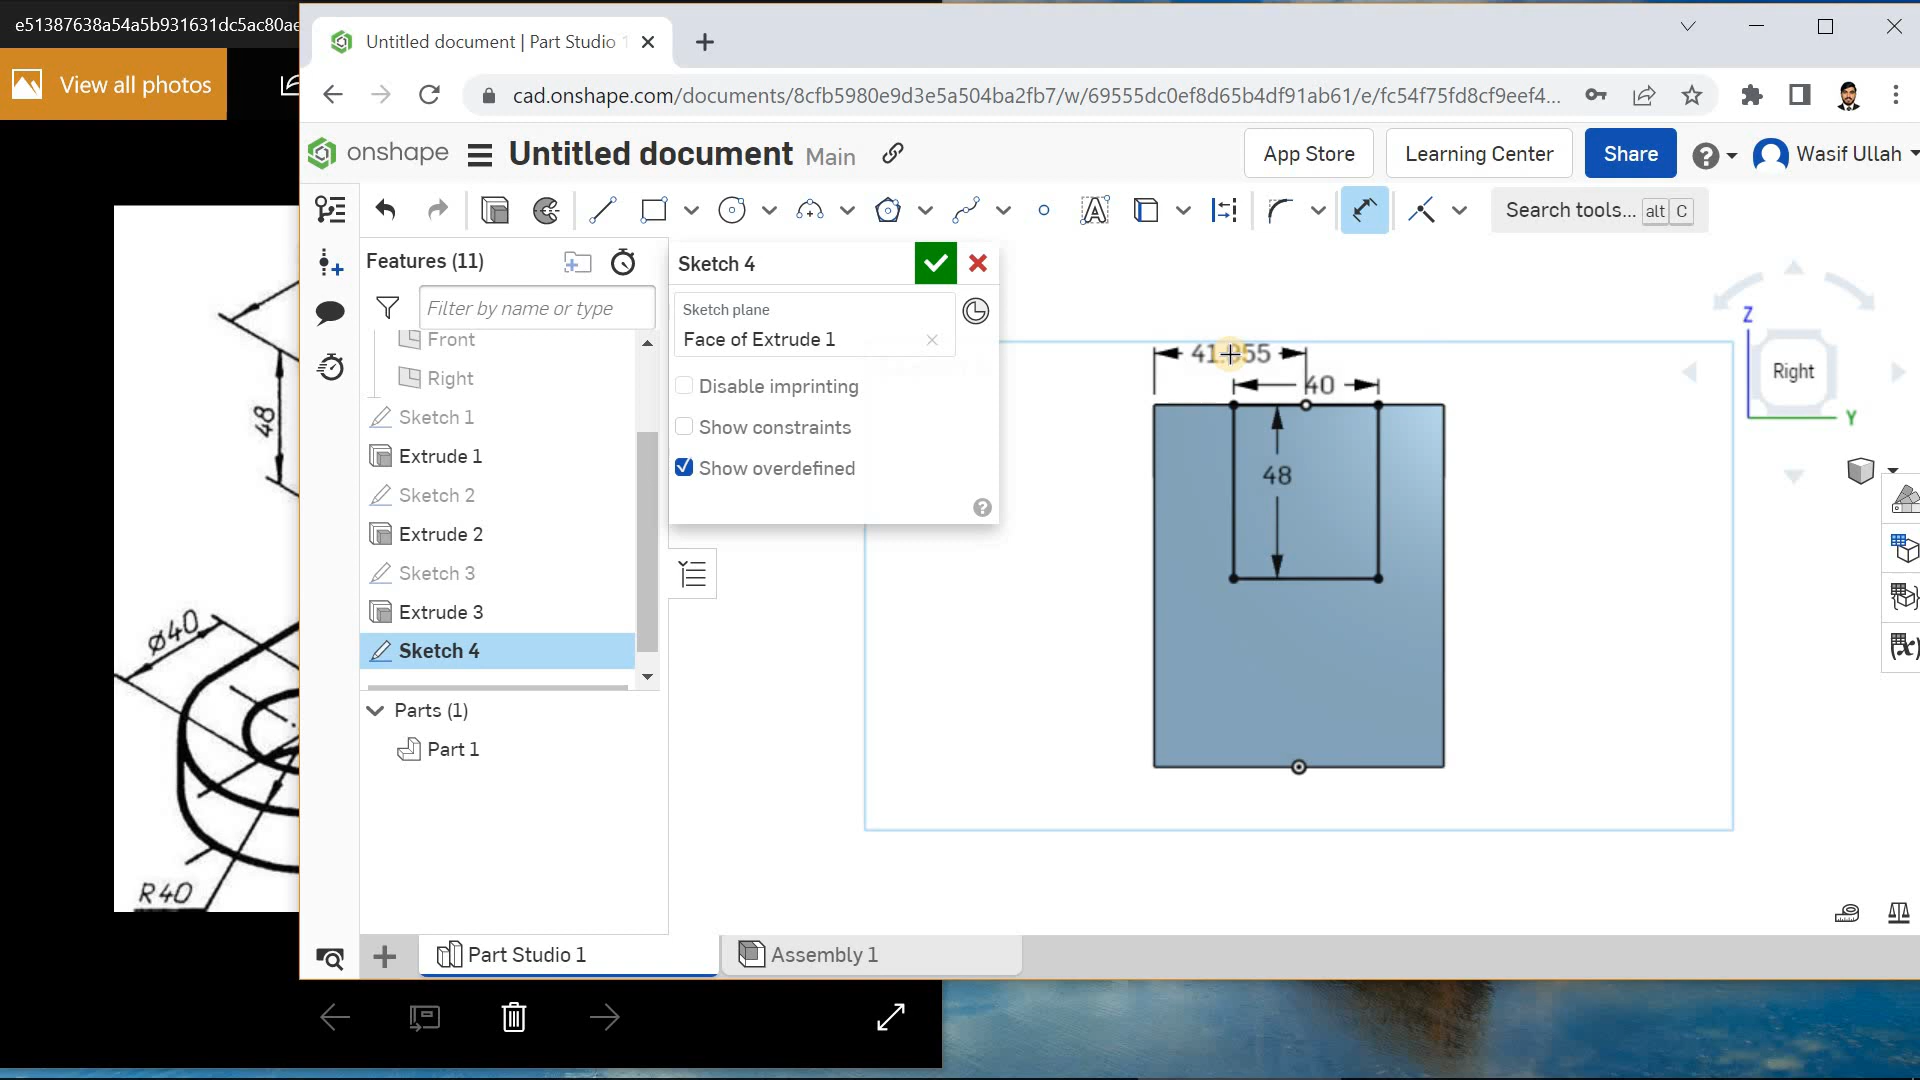 e51387638a54a5b931631dc5ac80ae
Untitled document | Part Studio 1
View all photos
cad.onshape.com/documents/8cfb5980e9d3e5a504ba2fb7/w/69555dc0ef8d65b4df91ab61/e/fc54f75fd8cf9eef4...
onshape
Untitled document Main
App Store
Learning Center
Share
Wasif Ullah
Search tools... alt C
Features (11)
Filter by name or type
Front
Right
Sketch 1
Extrude 1
Sketch 2
Extrude 2
Sketch 3
Extrude 3
Sketch 4
Parts (1)
Part 1
Sketch 4
Sketch plane
Face of Extrude 1
Disable imprinting
Show constraints
Show overdefined
40
48
Z
Right
Y
48
ø40
R40
Part Studio 1
Assembly 1